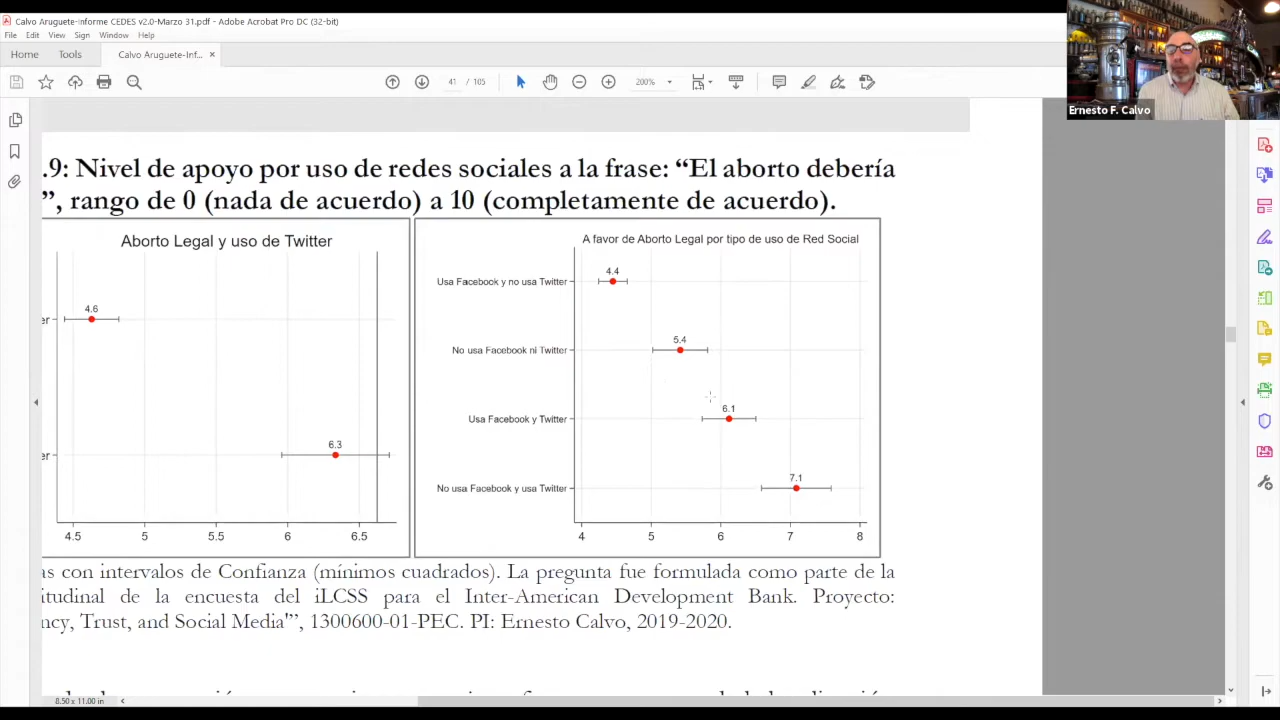 Calvo Aruguete-Informe CEDES v2.0-Marzo 31.pdf - Adobe Acrobat Pro DC (32-bit)
File Edit View Sign Window Help
Home Tools Calvo Aruguete-Inf... ×
41 / 105 200%
Ernesto F. Calvo
.9: Nivel de apoyo por uso de redes sociales a la frase: “El aborto debería
”, rango de 0 (nada de acuerdo) a 10 (completamente de acuerdo).
Aborto Legal y uso de Twitter
er
4.6
er
6.3
4.5 5 5.5 6 6.5
A favor de Aborto Legal por tipo de uso de Red Social
Usa Facebook y no usa Twitter
4.4
No usa Facebook ni Twitter
5.4
Usa Facebook y Twitter
6.1
No usa Facebook y usa Twitter
7.1
4 5 6 7 8
as con intervalos de Confianza (mínimos cuadrados). La pregunta fue formulada como parte de la
itudinal de la encuesta del iLCSS para el Inter-American Development Bank. Proyecto:
ncy, Trust, and Social Media'”, 1300600-01-PEC. PI: Ernesto Calvo, 2019-2020.
8.50 x 11.00 in